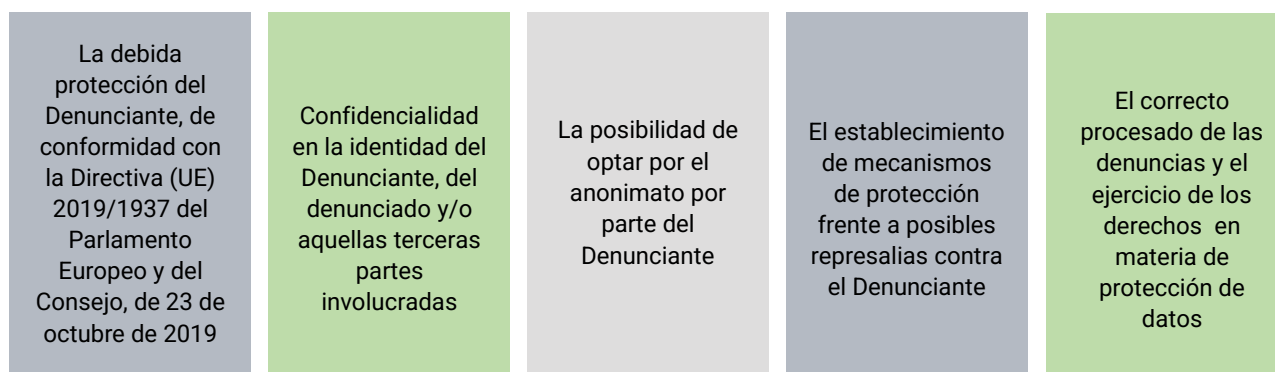 La debida
protección del
Denunciante, de
conformidad con
la Directiva (UE)
2019/1937 del
Parlamento
Europeo y del
Consejo, de 23 de
octubre de 2019
Confidencialidad
en la identidad del
Denunciante, del
denunciado y/o
aquellas terceras
partes
involucradas
La posibilidad de
optar por el
anonimato por
parte del
Denunciante
El establecimiento
de mecanismos
de protección
frente a posibles
represalias contra
el Denunciante
El correcto
procesado de las
denuncias y el
ejercicio de los
derechos en
materia de
protección de
datos